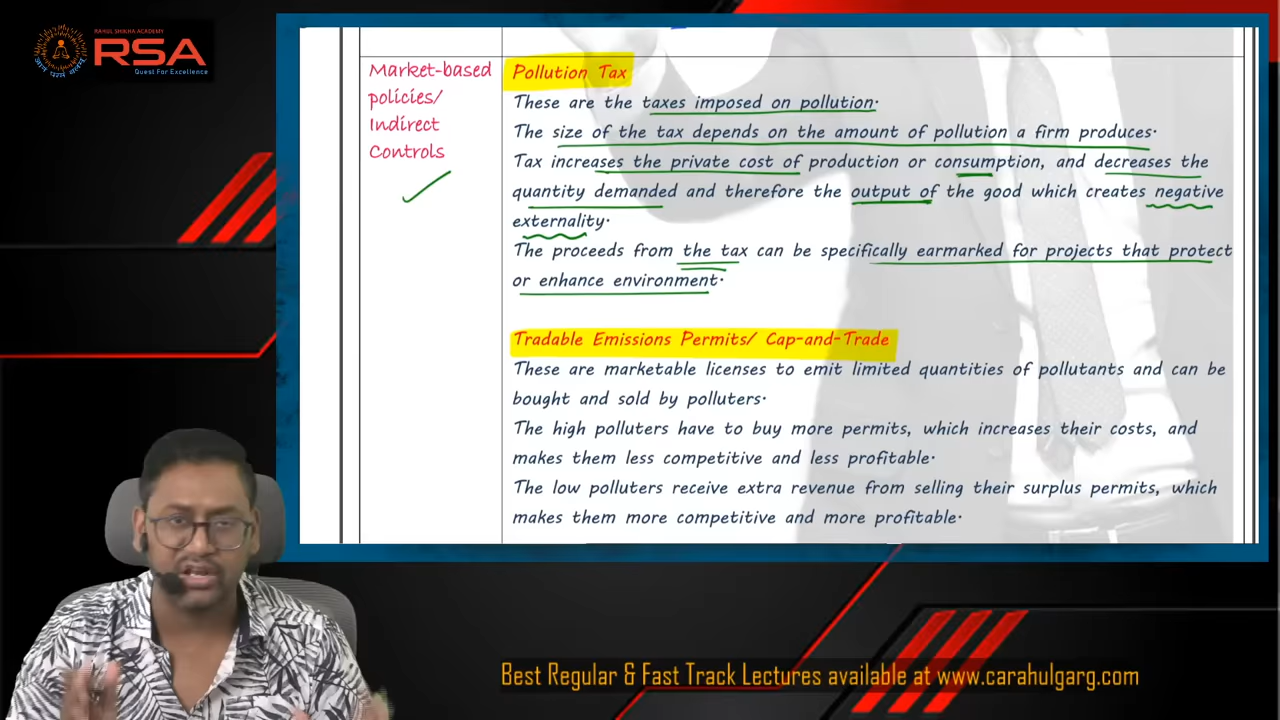 RAHUL SHIKHA ACADEMY
RSA
Quest For Excellence
Market-based
policies/
Indirect
Controls
Pollution Tax
These are the taxes imposed on pollution.
The size of the tax depends on the amount of pollution a firm produces.
Tax increases the private cost of production or consumption, and decreases the
quantity demanded and therefore the output of the good which creates negative
externality.
The proceeds from the tax can be specifically earmarked for projects that protect
or enhance environment.
Tradable Emissions Permits/ Cap-and-Trade
These are marketable licenses to emit limited quantities of pollutants and can be
bought and sold by polluters.
The high polluters have to buy more permits, which increases their costs, and
makes them less competitive and less profitable.
The low polluters receive extra revenue from selling their surplus permits, which
makes them more competitive and more profitable.
Best Regular & Fast Track Lectures available at www.carahulgarg.com